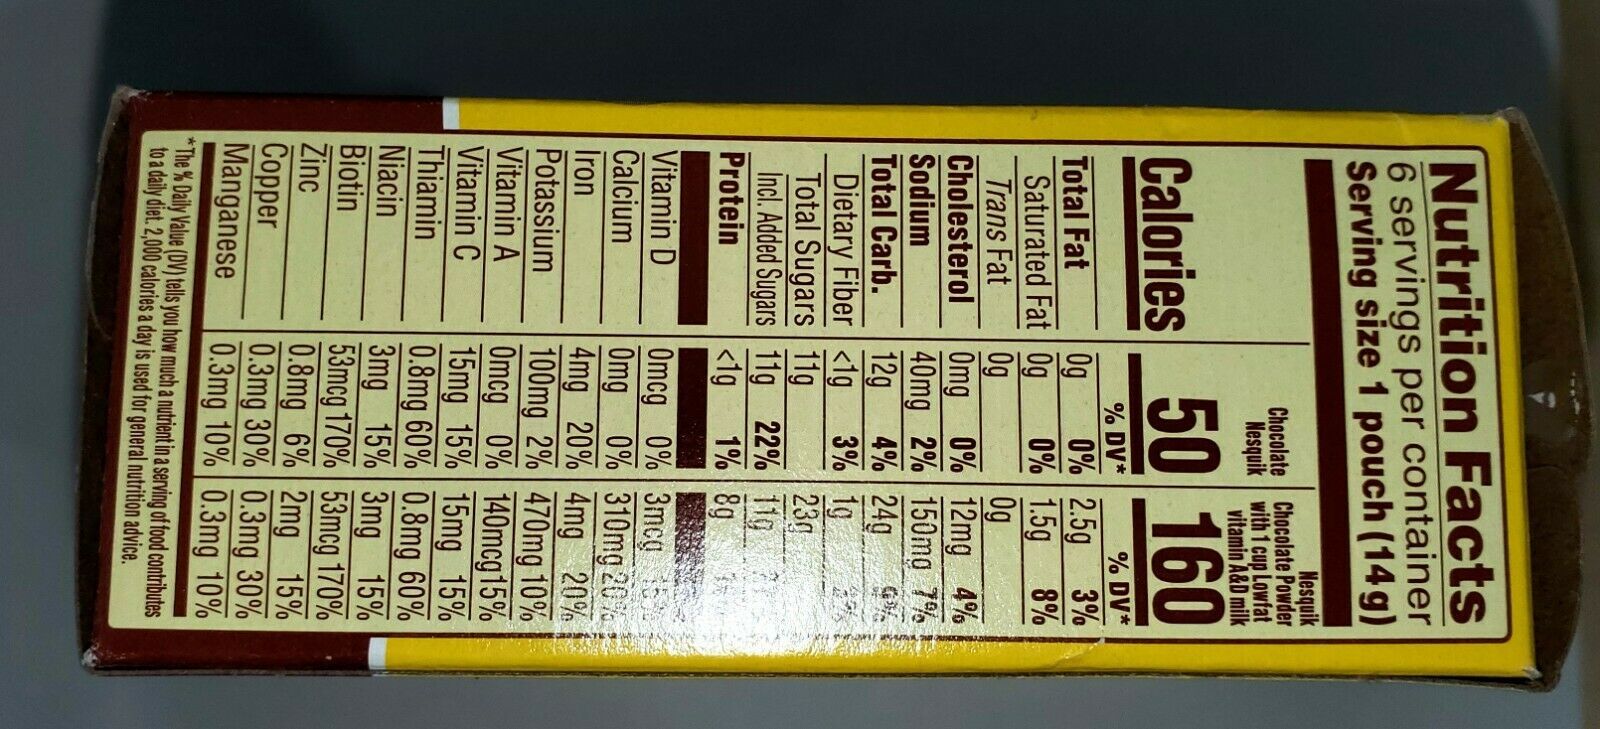 Nutrition Facts
6 servings per container
Serving size 1 pouch (14g)
Chocolate
Nesquik
Nesquik
Chocolate Powder
with 1 cup Lowfat
vitamin A&D milk
Calories 50 160
% DV* % DV*
Total Fat 0g 0% 2.5g 3%
Saturated Fat 0g 0% 1.5g 8%
Trans Fat 0g 0g
Cholesterol 0mg 0% 12mg 4%
Sodium 40mg 2% 150mg 7%
Total Carb. 12g 4% 24g 9%
Dietary Fiber <1g 3% 1g
Total Sugars 11g 23g
Incl. Added Sugars 11g 22% 11g
Protein <1g 1% 8g
Vitamin D 0mcg 0% 3mcg 15%
Calcium 0mg 0% 310mg 20%
Iron 4mg 20% 4mg 20%
Potassium 100mg 2% 470mg 10%
Vitamin A 0mcg 0% 140mcg 15%
Vitamin C 15mg 15% 15mg 15%
Thiamin 0.8mg 60% 0.8mg 60%
Niacin 3mg 15% 3mg 15%
Biotin 53mcg 170% 53mcg 170%
Zinc 0.8mg 6% 2mg 15%
Copper 0.3mg 30% 0.3mg 30%
Manganese 0.3mg 10% 0.3mg 10%
*The % Daily Value (DV) tells you how much a nutrient in a serving of food contributes
to a daily diet. 2,000 calories a day is used for general nutrition advice.